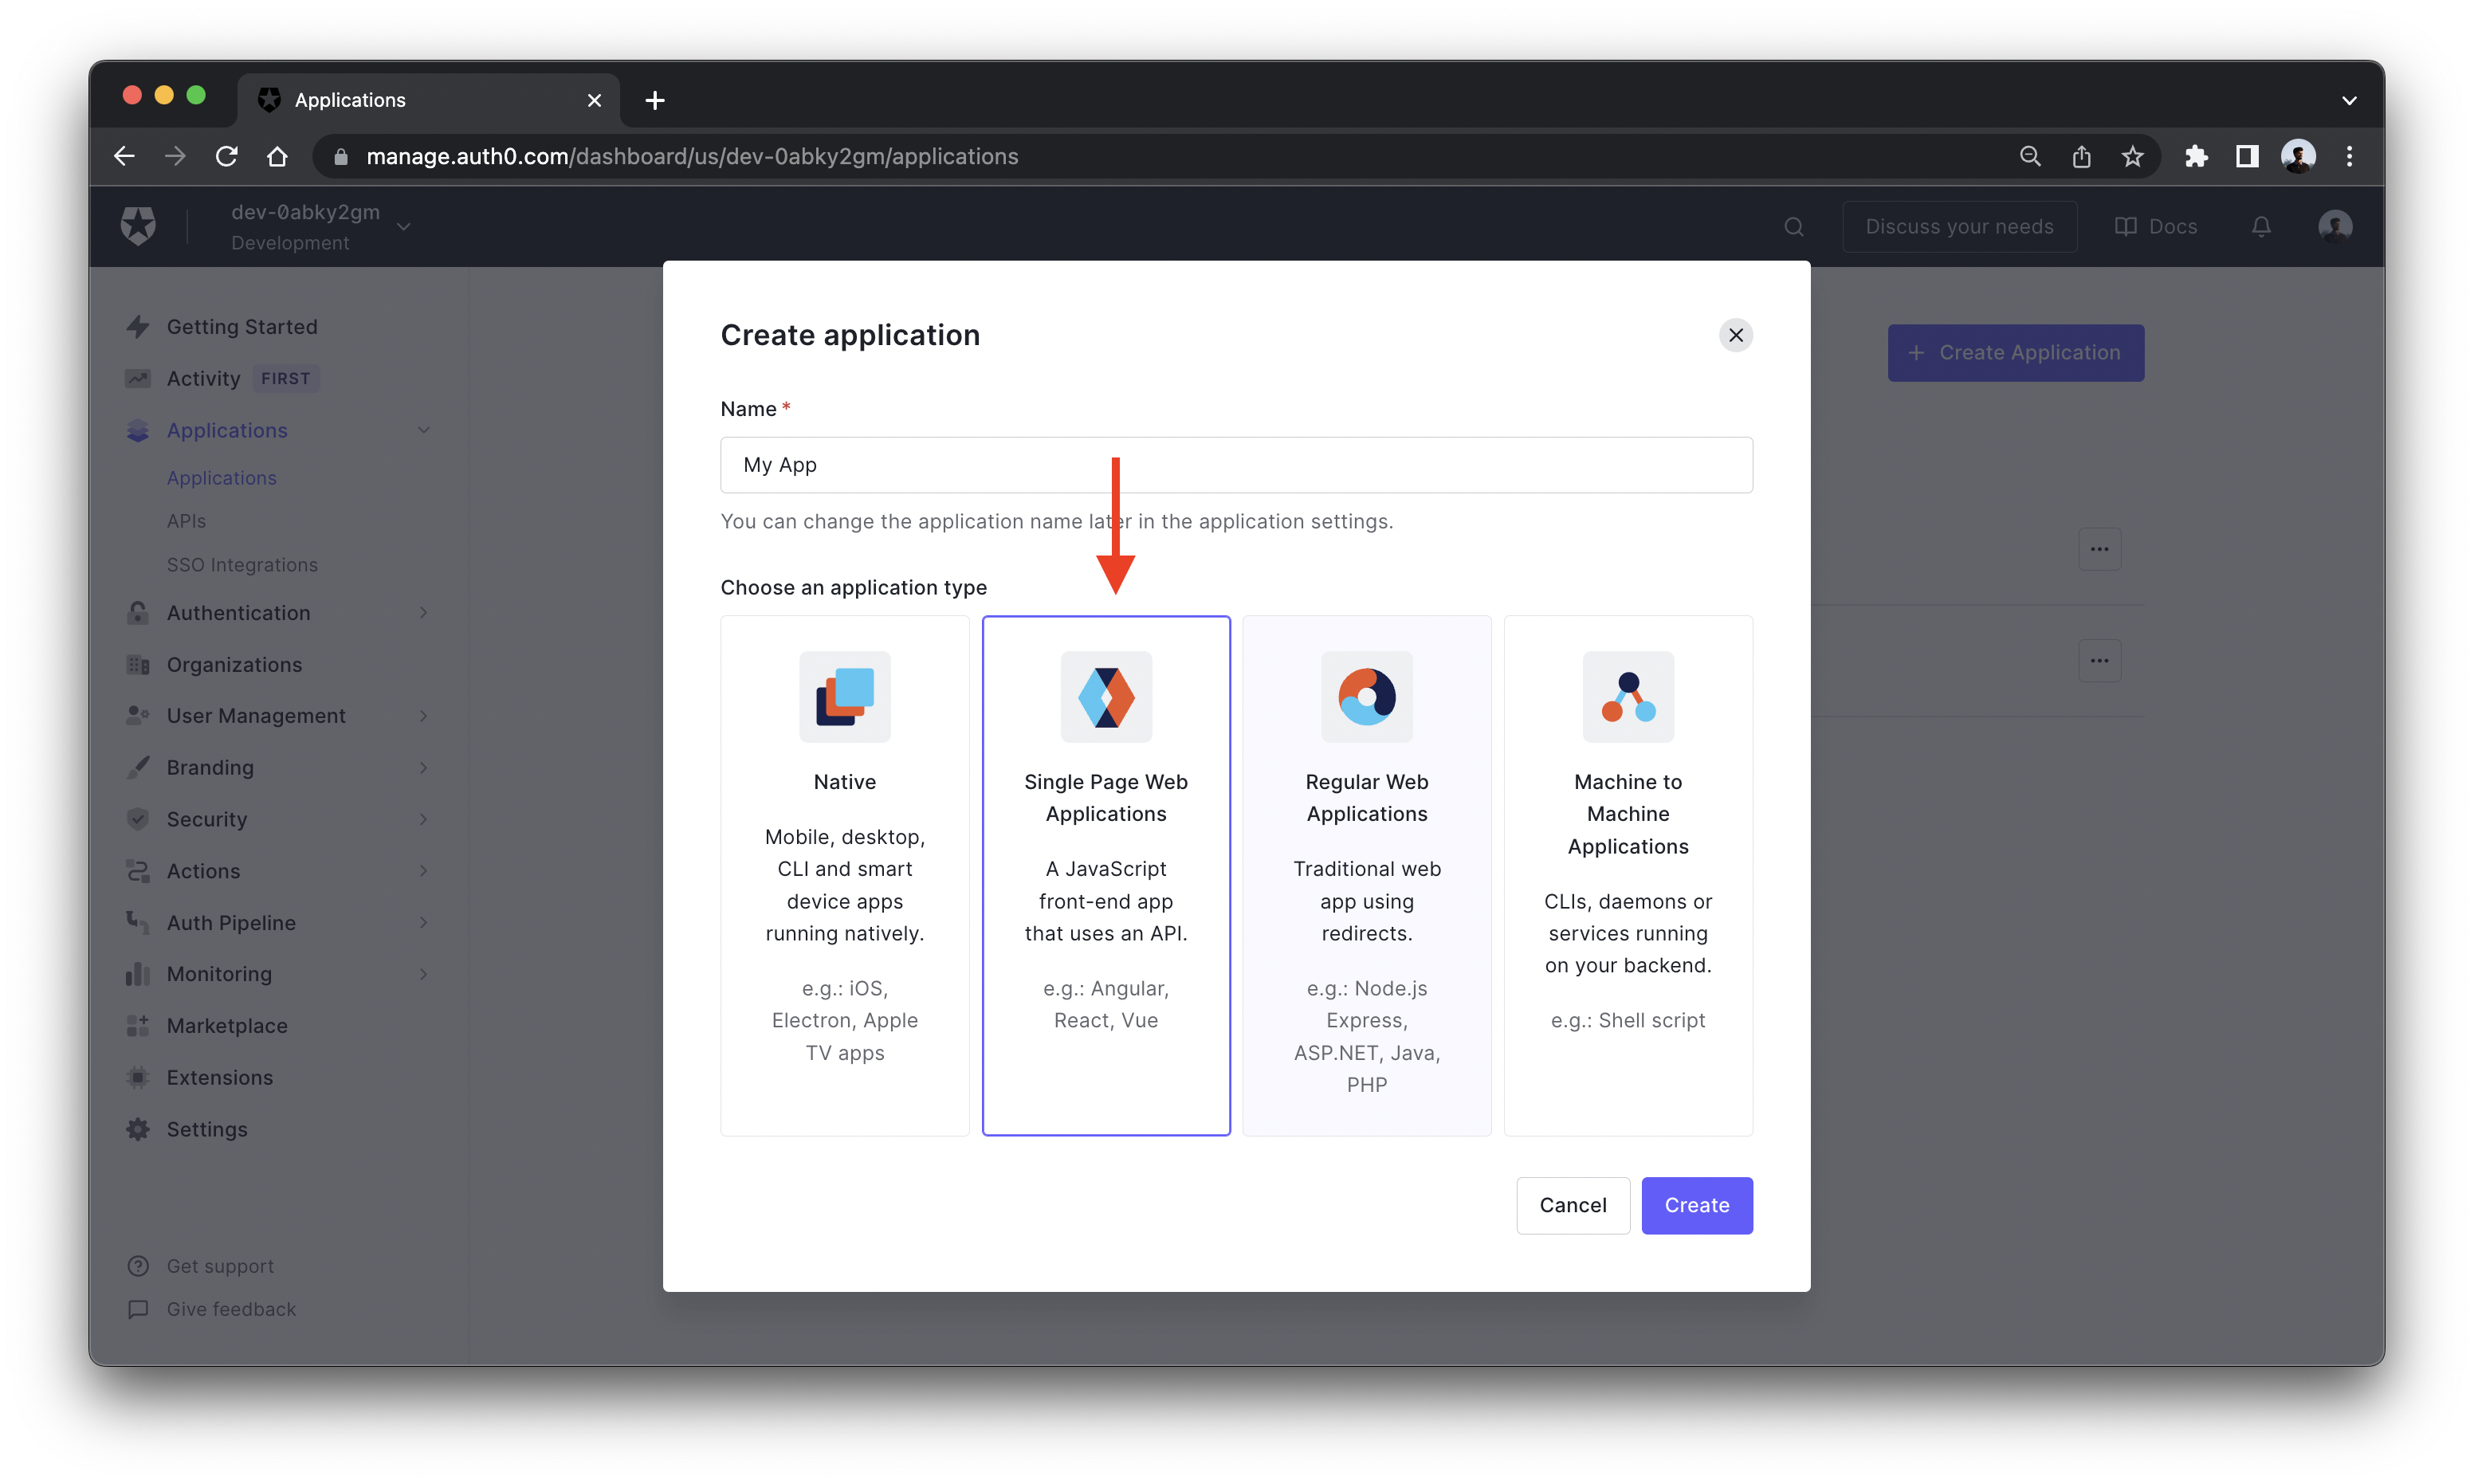 Applications
manage.auth0.com/dashboard/us/dev-0abky2gm/applications
dev-0abky2gm
Development
Discuss your needs
Docs
Getting Started
Activity FIRST
Applications
Applications
APIs
SSO Integrations
Authentication
Organizations
User Management
Branding
Security
Actions
Auth Pipeline
Monitoring
Marketplace
Extensions
Settings
Get support
Give feedback
+ Create Application
Create application
Name *
My App
You can change the application name later in the application settings.
Choose an application type
Native
Mobile, desktop,
CLI and smart
device apps
running natively.
e.g.: iOS,
Electron, Apple
TV apps
Single Page Web
Applications
A JavaScript
front-end app
that uses an API.
e.g.: Angular,
React, Vue
Regular Web
Applications
Traditional web
app using
redirects.
e.g.: Node.js
Express,
ASP.NET, Java,
PHP
Machine to
Machine
Applications
CLIs, daemons or
services running
on your backend.
e.g.: Shell script
Cancel
Create